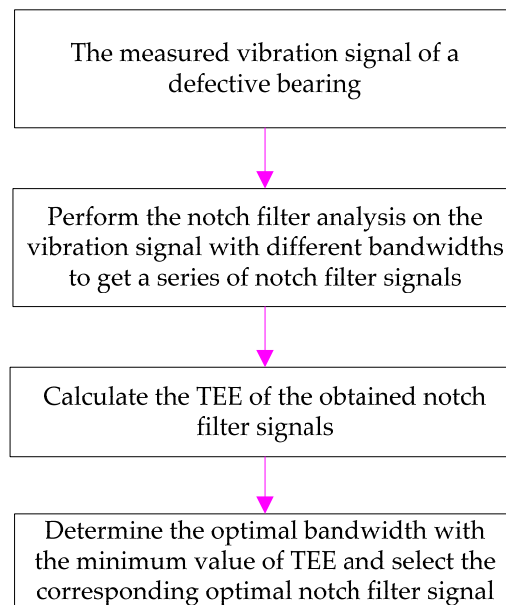 The measured vibration signal of a
defective bearing
Perform the notch filter analysis on the
vibration signal with different bandwidths
to get a series of notch filter signals
Calculate the TEE of the obtained notch
filter signals
Determine the optimal bandwidth with
the minimum value of TEE and select the
corresponding optimal notch filter signal